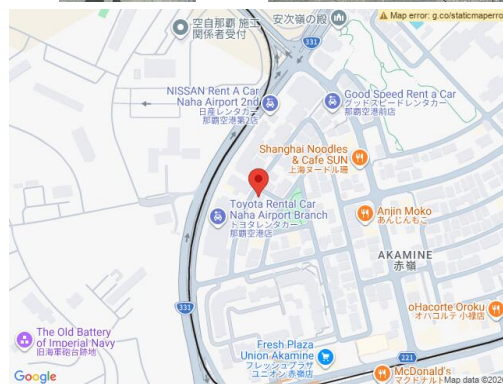 Map error: g.co/staticmaperro
安次嶺の殿
空自那覇 施工
関係者受付
331
NISSAN Rent A Car
Naha Airport 2nd
日産レンタカー
那覇空港第2店
Good Speed Rent a Car
グッドスピードレンタカー
那覇空港前店
Shanghai Noodles
& Cafe SUN
上海ヌードル珊
Toyota Rental Car
Naha Airport Branch
トヨタレンタカー
那覇空港店
Anjin Moko
あんじんもこ
AKAMINE
赤嶺
331
oHacorte Oroku
オハコルテ 小禄店
The Old Battery
of Imperial Navy
旧海軍砲台跡地
Fresh Plaza
Union Akamine
フレッシュプラザ
ユニオン 赤嶺店
221
McDonald's
マクドナル
Google
Map data ©202